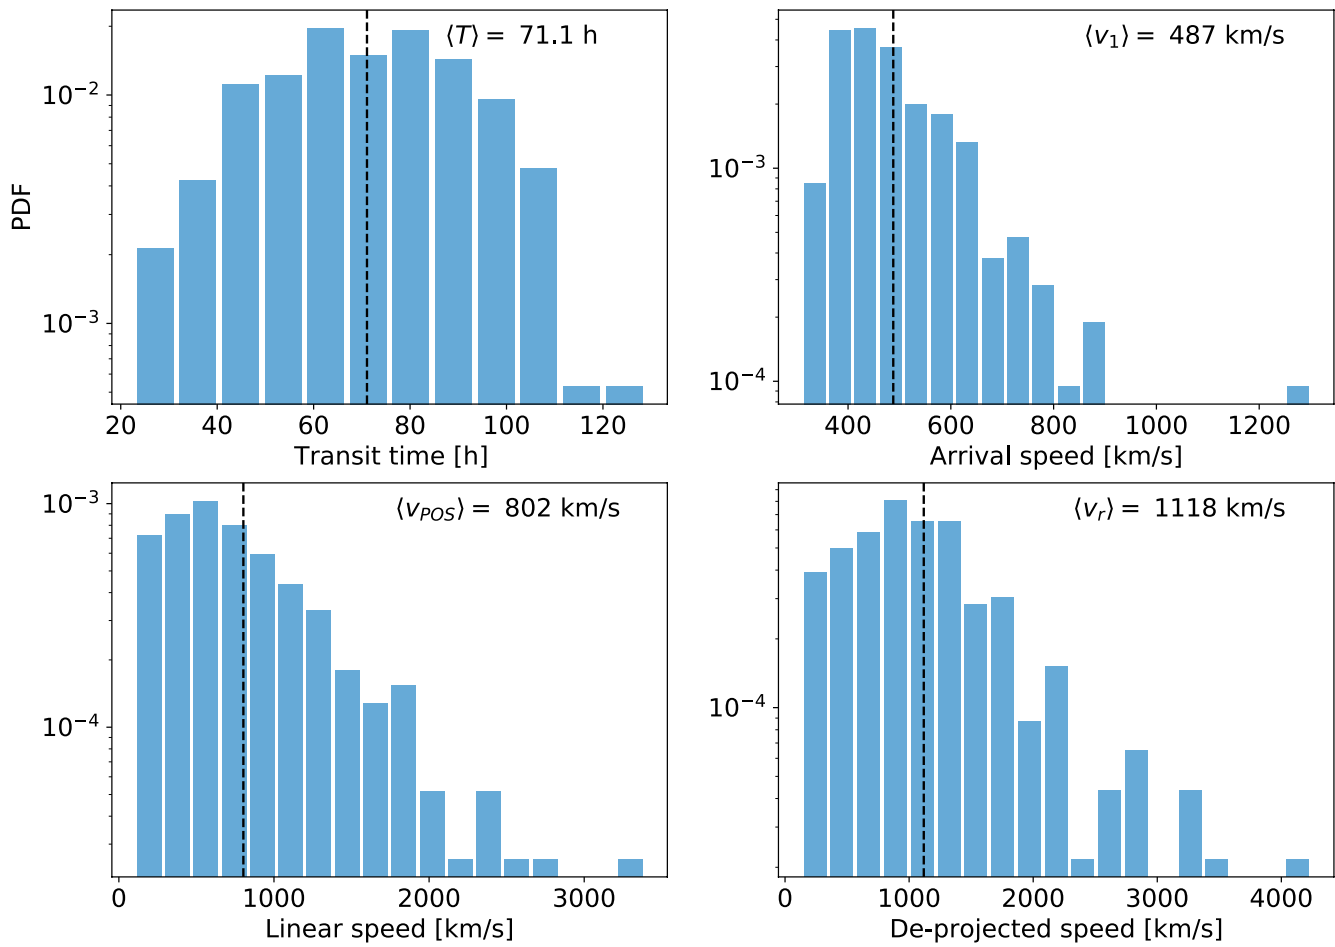 ⟨T⟩ = 71.1 h
10⁻²
10⁻³
PDF
20 40 60 80 100 120
Transit time [h]
⟨v₁⟩ = 487 km/s
10⁻³
10⁻⁴
400 600 800 1000 1200
Arrival speed [km/s]
⟨v_POS⟩ = 802 km/s
10⁻³
10⁻⁴
0 1000 2000 3000
Linear speed [km/s]
⟨v_r⟩ = 1118 km/s
10⁻⁴
0 1000 2000 3000 4000
De-projected speed [km/s]